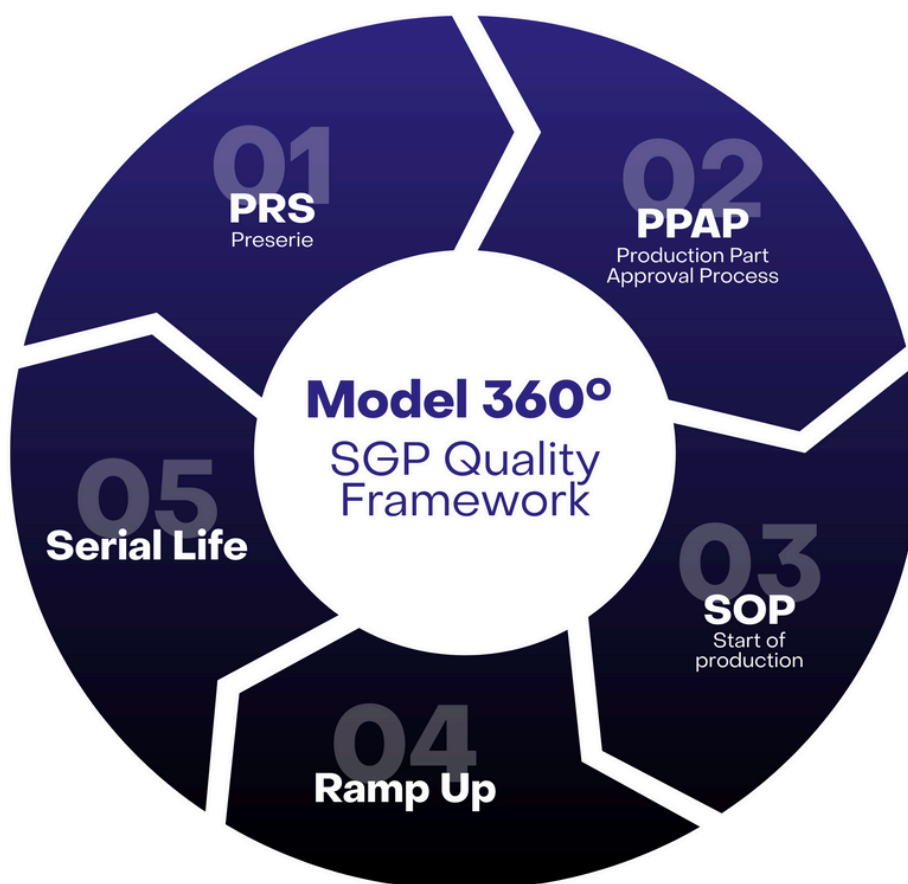 01
PRS
Preserie
02
PPAP
Production Part
Approval Process
03
SOP
Start of
production
04
Ramp Up
05
Serial Life
Model 360º
SGP Quality
Framework